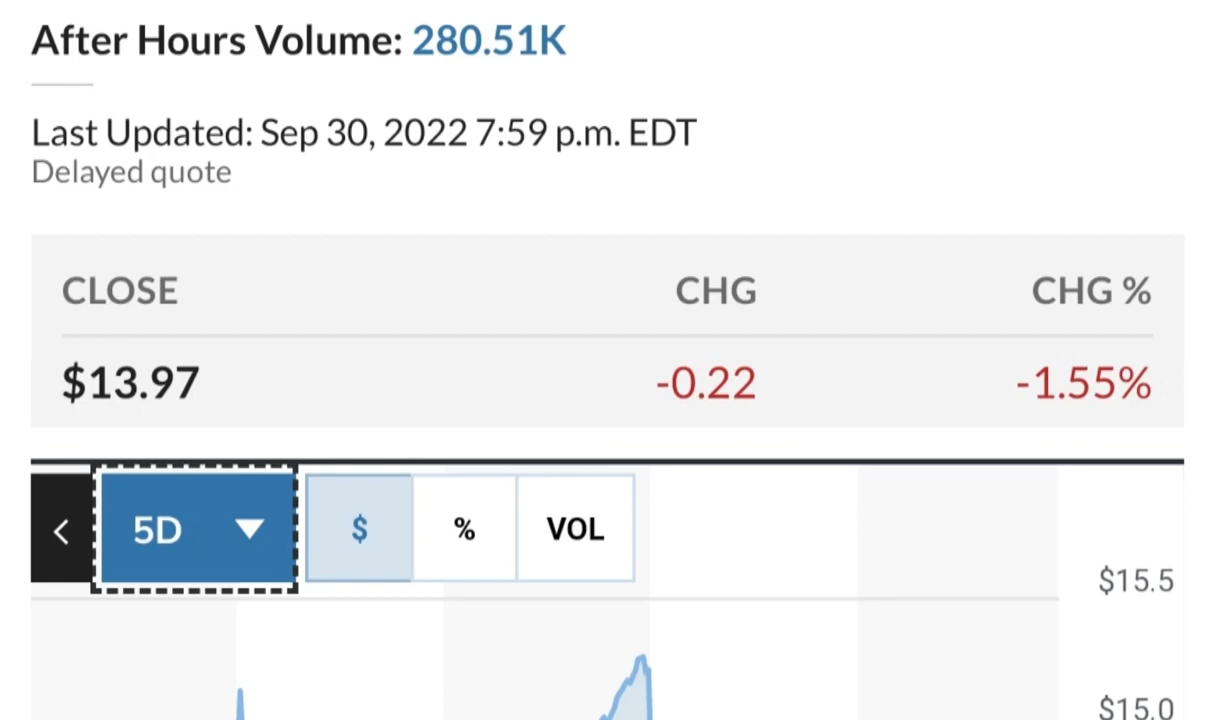 After Hours Volume: 280.51K
Last Updated: Sep 30, 2022 7:59 p.m. EDT
Delayed quote
CLOSE CHG CHG %
$13.97 -0.22 -1.55%
5D $ % VOL
$15.5
$15.0